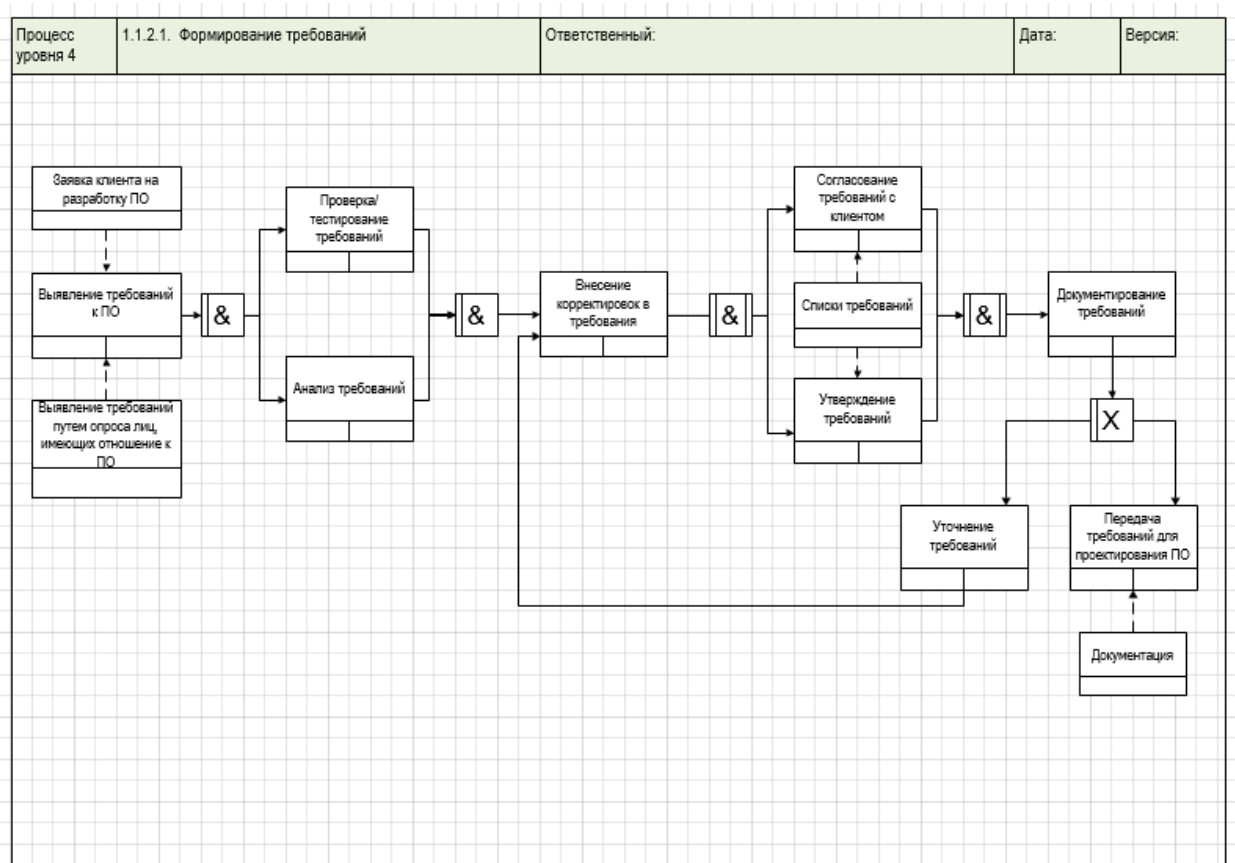 Процесс
уровня 4
1.1.2.1. Формирование требований
Ответственный:
Дата:
Версия:
Заявка клиента на
разработку ПО
Выявление требований
к ПО
Выявление требований
путем опроса лиц,
имеющих отношение к
ПО
&
Проверка/
тестирование
требований
Анализ требований
&
Внесение
корректировок в
требования
&
Согласование
требований с
клиентом
Списки требований
Утверждение
требований
&
Документирование
требований
X
Уточнение
требований
Передача
требований для
проектирования ПО
Документация